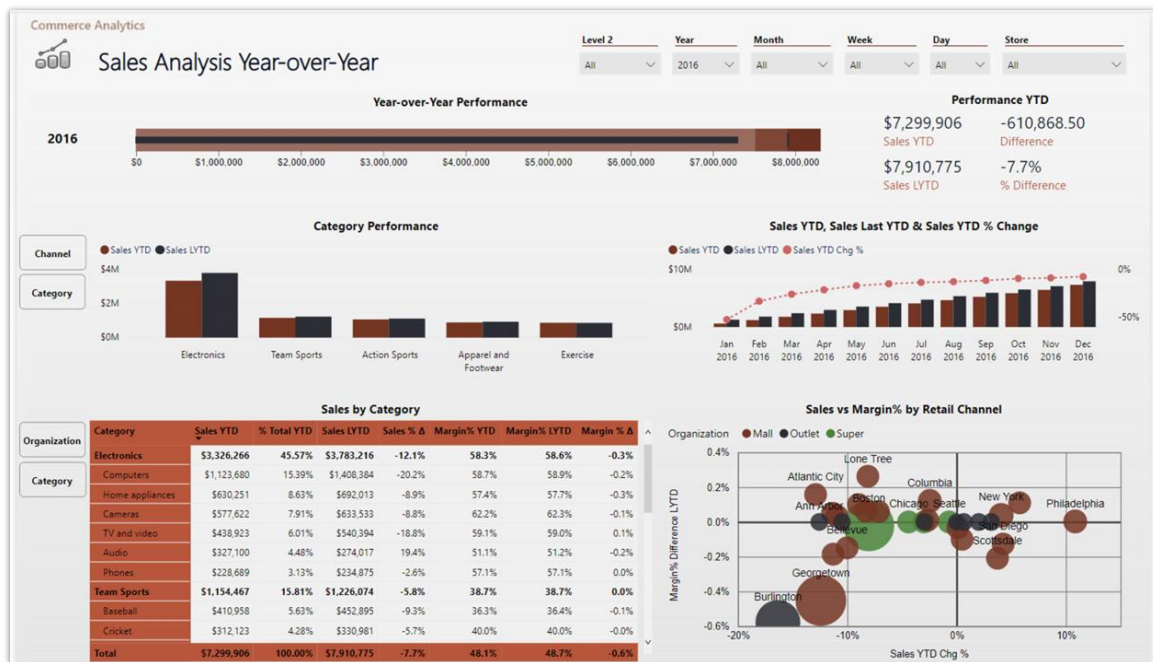 Commerce Analytics
Sales Analysis Year-over-Year
Level 2 Year Month Week Day Store
All 2016 All All All All
Year-over-Year Performance
2016
$0 $1,000,000 $2,000,000 $3,000,000 $4,000,000 $5,000,000 $6,000,000 $7,000,000 $8,000,000
Performance YTD
$7,299,906 -610,868.50
Sales YTD Difference
$7,910,775 -7.7%
Sales LYTD % Difference
Channel
Category
Category Performance
Sales YTD Sales LYTD
$4M
$2M
$0M
Electronics Team Sports Action Sports Apparel and Footwear Exercise
Sales YTD, Sales Last YTD & Sales YTD % Change
Sales YTD Sales LYTD Sales YTD Chg %
$10M 0%
$0M -50%
Jan Feb Mar Apr May Jun Jul Aug Sep Oct Nov Dec
2016 2016 2016 2016 2016 2016 2016 2016 2016 2016 2016 2016
Organization
Category
Sales by Category
Category Sales YTD % Total YTD Sales LYTD Sales % Δ Margin% YTD Margin% LYTD Margin % Δ
Electronics $3,326,266 45.57% $3,783,216 -12.1% 58.3% 58.6% -0.3%
Computers $1,123,680 15.39% $1,408,384 -20.2% 58.7% 58.9% -0.2%
Home appliances $630,251 8.63% $692,013 -8.9% 57.4% 57.7% -0.3%
Cameras $577,622 7.91% $633,533 -8.8% 62.2% 62.3% -0.1%
TV and video $438,923 6.01% $540,394 -18.8% 59.1% 59.0% 0.1%
Audio $327,100 4.48% $274,017 19.4% 51.1% 51.2% -0.2%
Phones $228,689 3.13% $234,875 -2.6% 57.1% 57.1% 0.0%
Team Sports $1,154,467 15.81% $1,226,074 -5.8% 38.7% 38.7% 0.0%
Baseball $410,958 5.63% $452,895 -9.3% 36.3% 36.4% -0.1%
Cricket $312,123 4.28% $330,981 -5.7% 40.0% 40.0% -0.0%
Total $7,299,906 100.00% $7,910,775 -7.7% 48.1% 48.7% -0.6%
Sales vs Margin% by Retail Channel
Organization Mall Outlet Super
Margin% Difference LYTD
0.4%
0.2%
0.0%
-0.2%
-0.4%
-0.6%
Lone Tree
Atlantic City
Columbia
Ann Arbor Boston Chicago Seattle New York Philadelphia
Bellevue San Diego
Scottsdale
Georgetown
Burlington
-20% -10% 0% 10%
Sales YTD Chg %